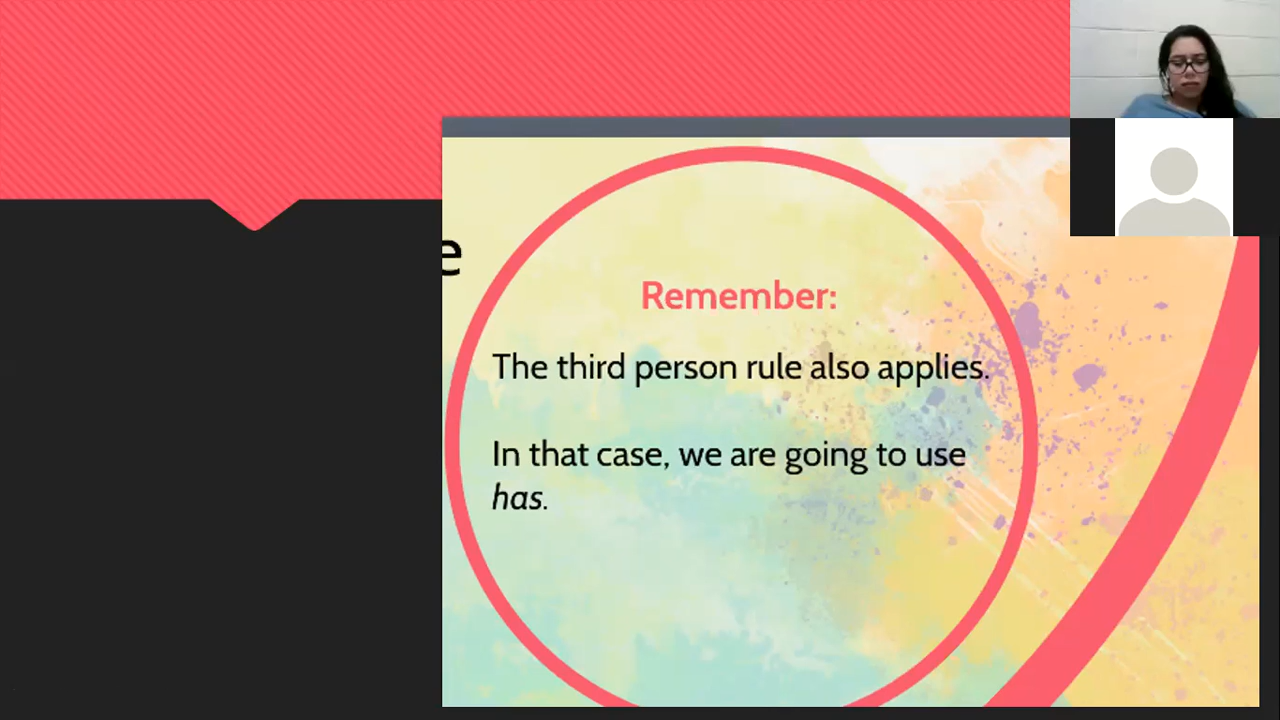 e
Remember:
The third person rule also applies.
In that case, we are going to use
has.